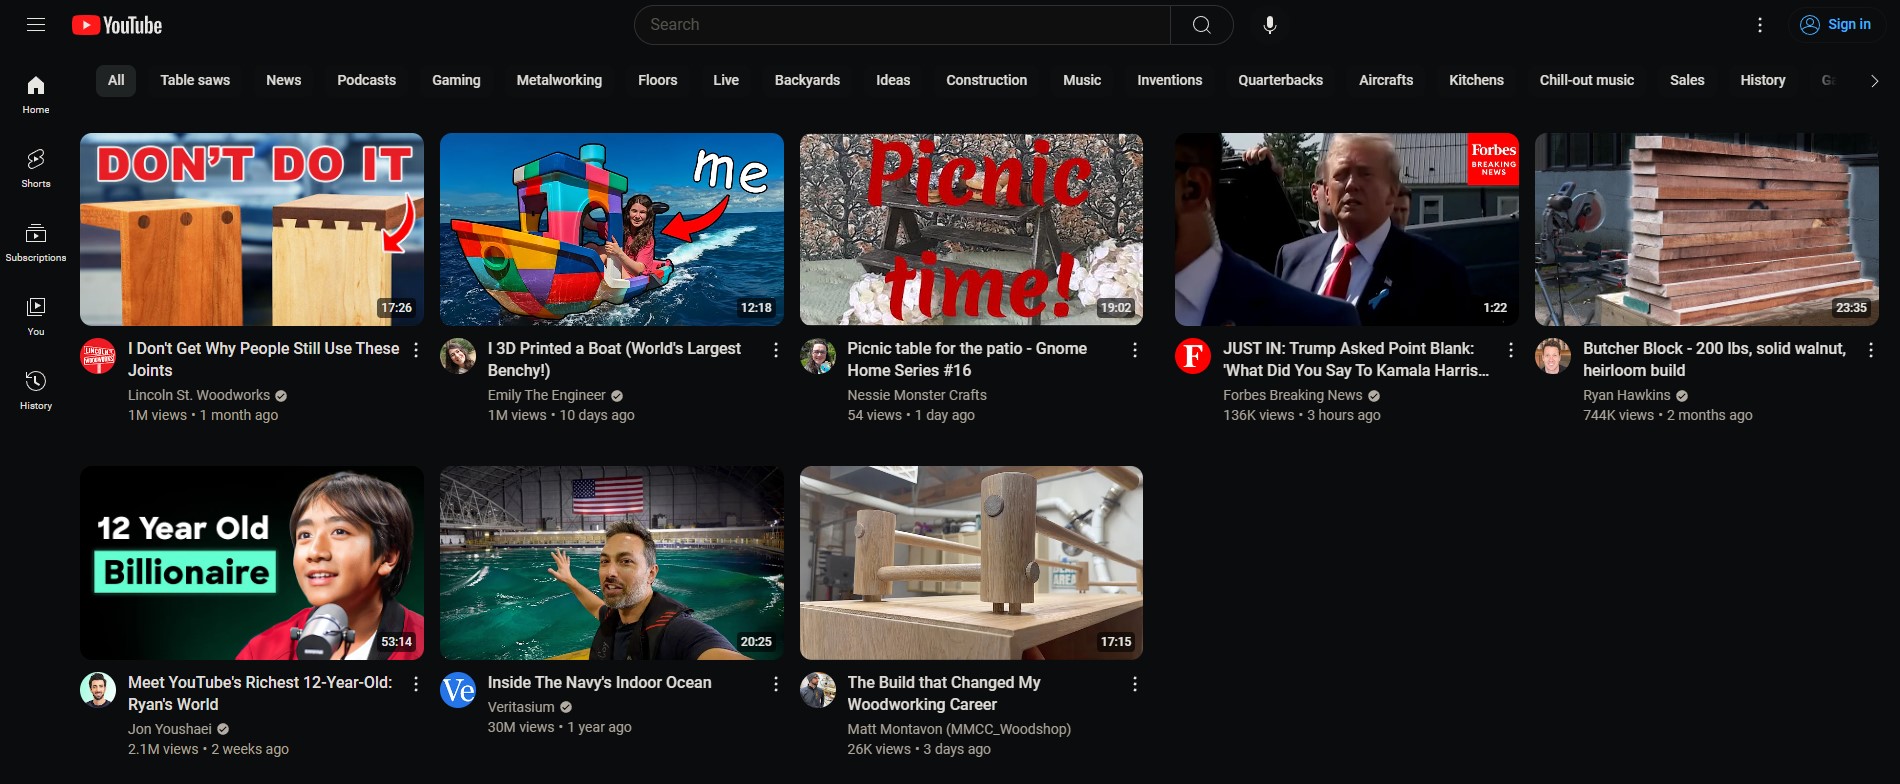 YouTube
Search
Sign in
Home
Shorts
Subscriptions
You
History
All
Table saws
News
Podcasts
Gaming
Metalworking
Floors
Live
Backyards
Ideas
Construction
Music
Inventions
Quarterbacks
Aircrafts
Kitchens
Chill-out music
Sales
History
DON'T DO IT
17:26
LINCOLN ST.
WOODWORKS
I Don't Get Why People Still Use These
Joints
Lincoln St. Woodworks
1M views • 1 month ago
me
12:18
I 3D Printed a Boat (World's Largest
Benchy!)
Emily The Engineer
1M views • 10 days ago
Picnic
time!
19:02
Picnic table for the patio - Gnome
Home Series #16
Nessie Monster Crafts
54 views • 1 day ago
Forbes
BREAKING
NEWS
1:22
F
JUST IN: Trump Asked Point Blank:
'What Did You Say To Kamala Harris...
Forbes Breaking News
136K views • 3 hours ago
23:35
Butcher Block - 200 lbs, solid walnut,
heirloom build
Ryan Hawkins
744K views • 2 months ago
12 Year Old
Billionaire
53:14
Meet YouTube's Richest 12-Year-Old:
Ryan's World
Jon Youshaei
2.1M views • 2 weeks ago
20:25
Ve
Inside The Navy's Indoor Ocean
Veritasium
30M views • 1 year ago
AREA
17:15
The Build that Changed My
Woodworking Career
Matt Montavon (MMCC_Woodshop)
26K views • 3 days ago